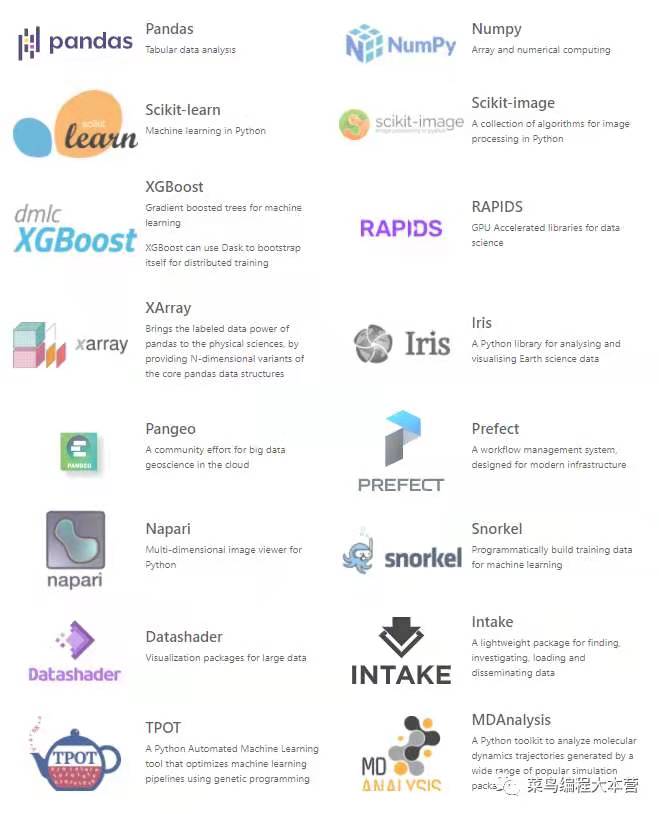 pandas
Pandas
Tabular data analysis
NumPy
Numpy
Array and numerical computing
scikit
learn
Scikit-learn
Machine learning in Python
scikit-image
image processing in python
Scikit-image
A collection of algorithms for image
processing in Python
dmlc
XGBoost
XGBoost
Gradient boosted trees for machine
learning
XGBoost can use Dask to bootstrap
itself for distributed training
RAPIDS
RAPIDS
GPU Accelerated libraries for data
science
xarray
XArray
Brings the labeled data power of
pandas to the physical sciences, by
providing N-dimensional variants of
the core pandas data structures
Iris
Iris
A Python library for analysing and
visualising Earth science data
PANGEO
Pangeo
A community effort for big data
geoscience in the cloud
PREFECT
Prefect
A workflow management system,
designed for modern infrastructure
napari
Napari
Multi-dimensional image viewer for
Python
snorkel
Snorkel
Programmatically build training data
for machine learning
Datashader
Datashader
Visualization packages for large data
INTAKE
Intake
A lightweight package for finding,
investigating, loading and
disseminating data
TPOT
TPOT
A Python Automated Machine Learning
tool that optimizes machine learning
pipelines using genetic programming
MD
ANALYSIS
MDAnalysis
A Python toolkit to analyze molecular
dynamics trajectories generated by a
wide range of popular simulation
菜鸟编程大本营